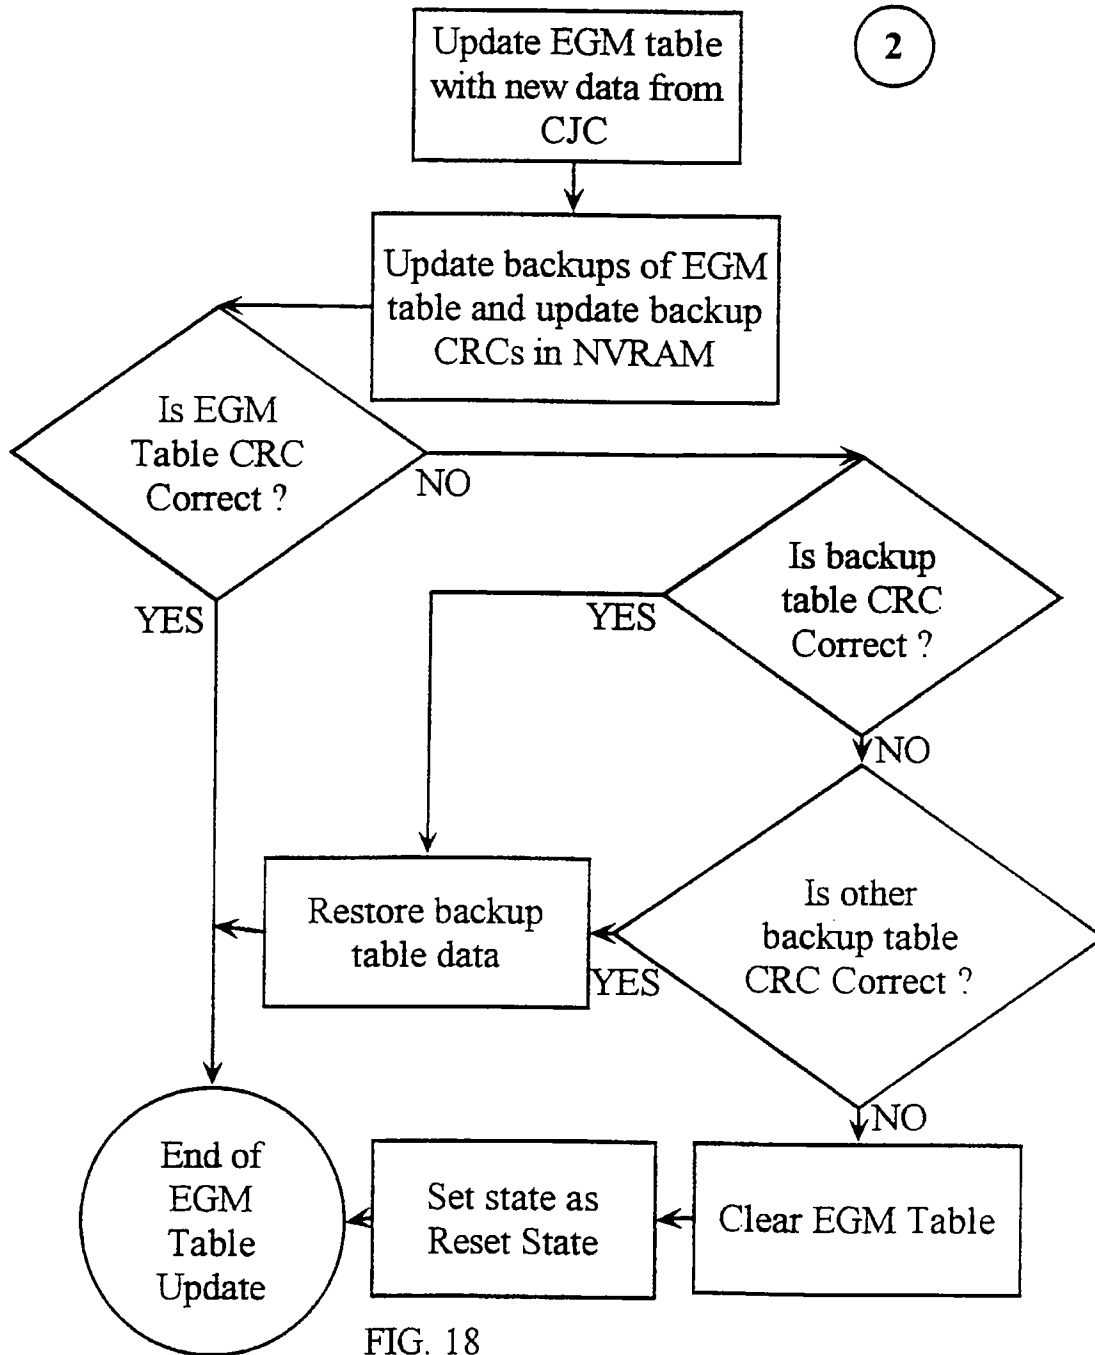 Update EGM table
with new data from
CJC
2
Update backups of EGM
table and update backup
CRCs in NVRAM
Is EGM
Table CRC
Correct ?
NO
YES
Is backup
table CRC
Correct ?
YES
NO
Restore backup
table data
Is other
backup table
CRC Correct ?
YES
NO
End of
EGM
Table
Update
Set state as
Reset State
Clear EGM Table
FIG. 18